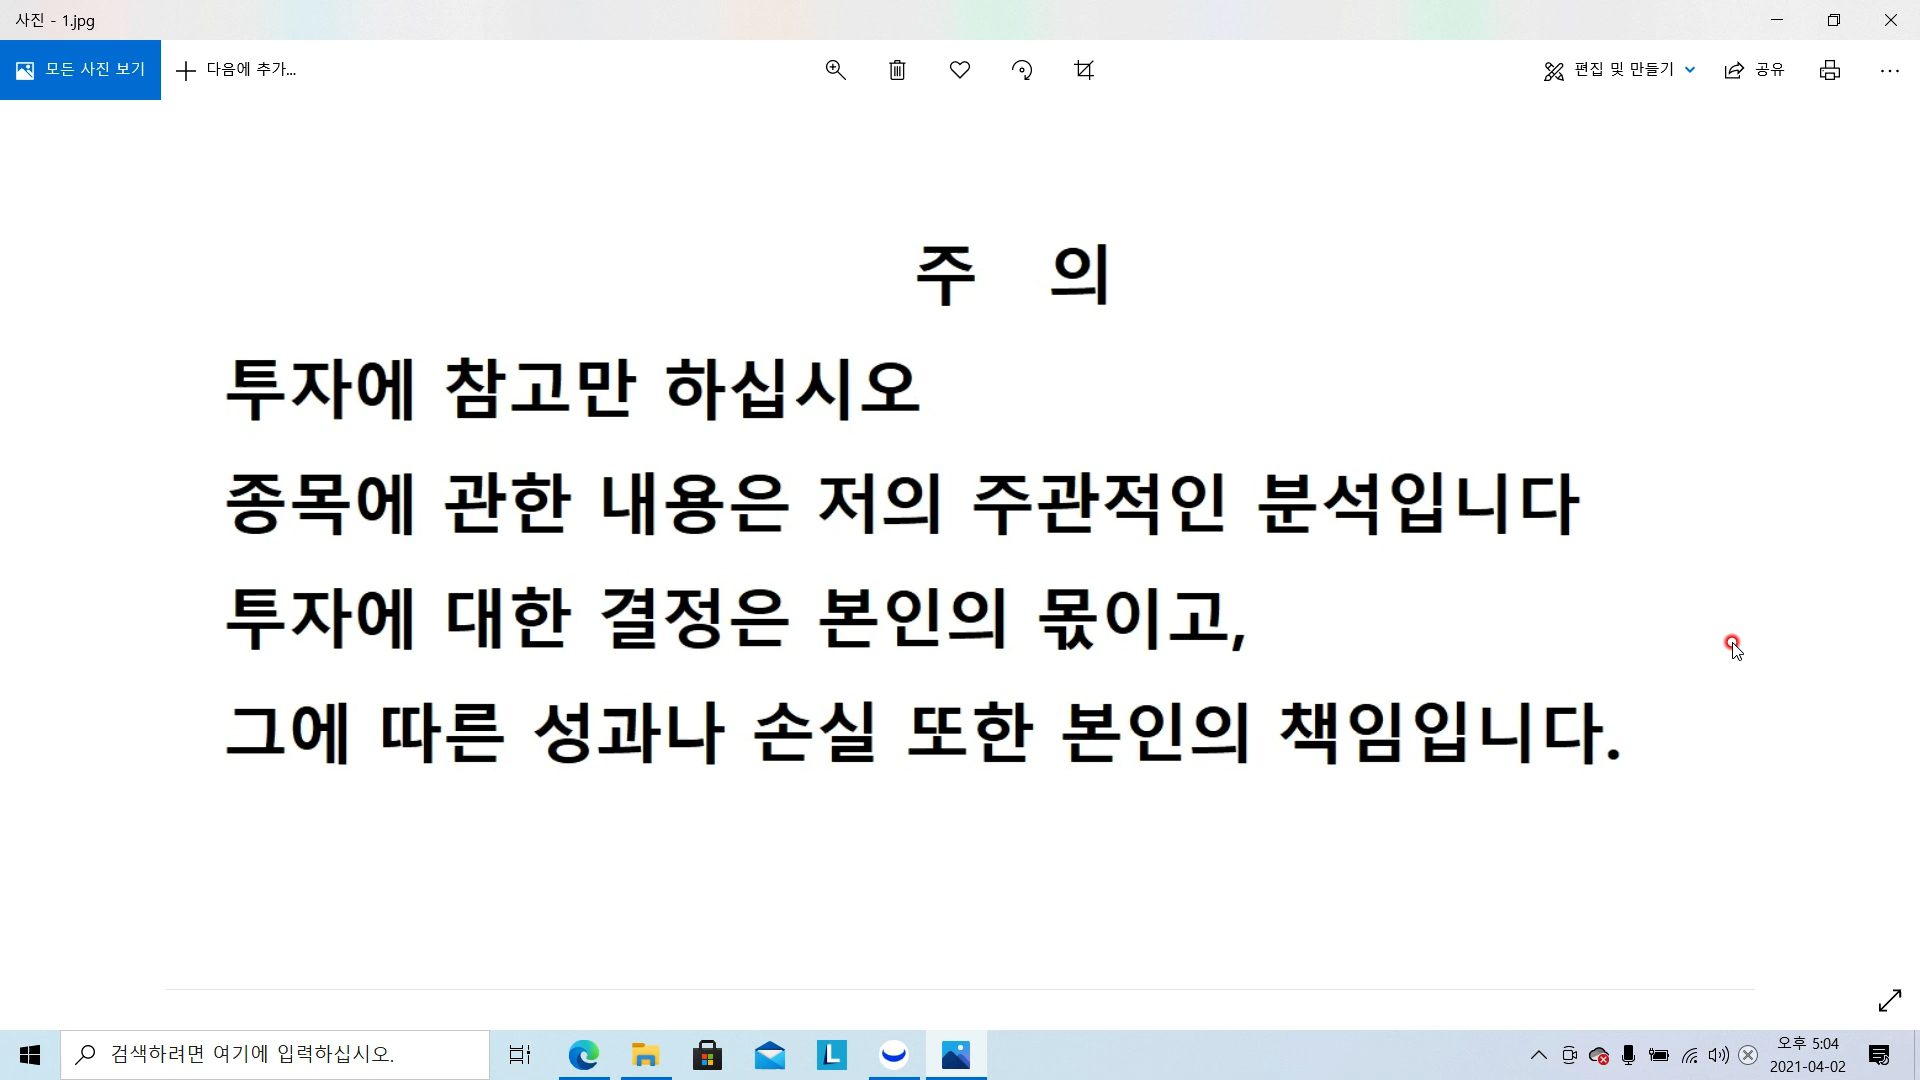 사진 - 1.jpg
모든 사진 보기
다음에 추가...
편집 및 만들기
공유
주 의
투자에 참고만 하십시오
종목에 관한 내용은 저의 주관적인 분석입니다
투자에 대한 결정은 본인의 몫이고,
그에 따른 성과나 손실 또한 본인의 책임입니다.
검색하려면 여기에 입력하십시오.
L
오후 5:04
2021-04-02